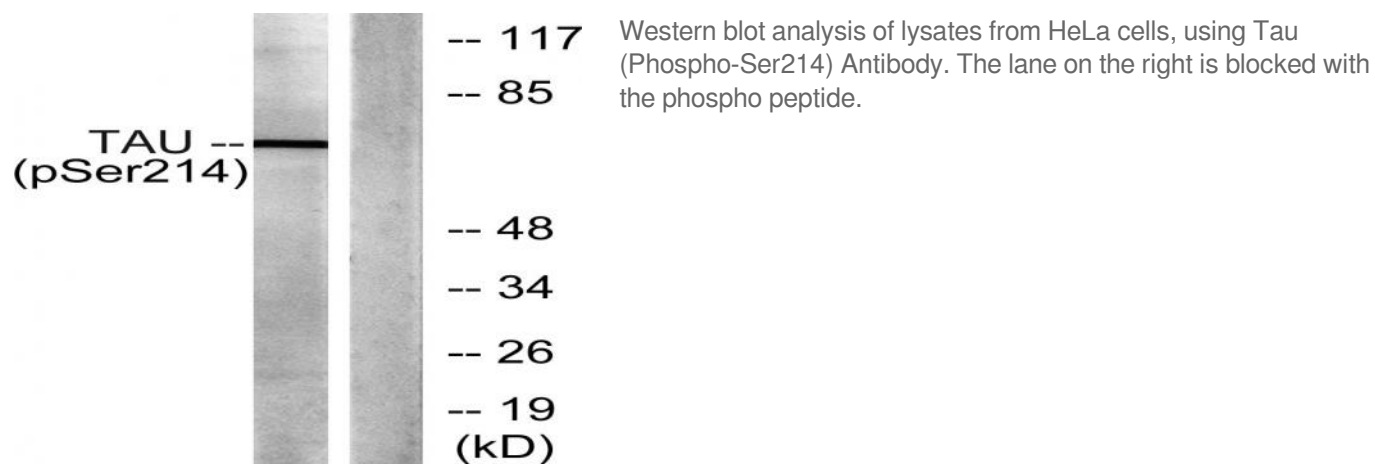 TAU --
(pSer214)
-- 117
-- 85
-- 48
-- 34
-- 26
-- 19
(kD)
Western blot analysis of lysates from HeLa cells, using Tau
(Phospho-Ser214) Antibody. The lane on the right is blocked with
the phospho peptide.